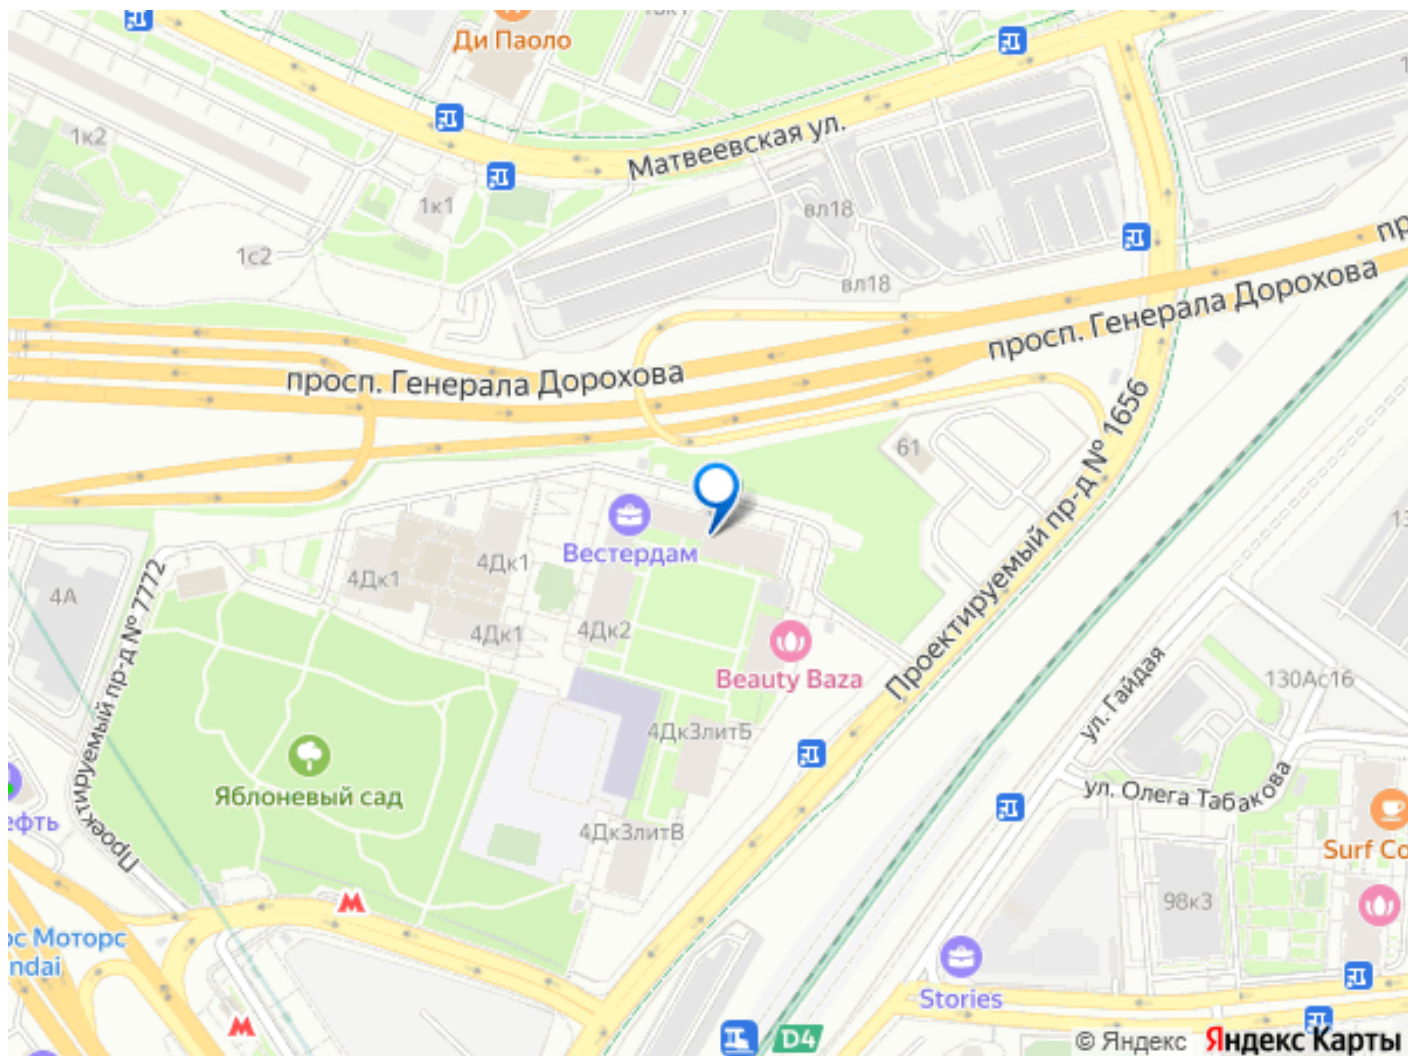 Ди Паоло
1к2
Матвеевская ул.
1к1
вл18
1с2
вл18
просп. Генерала Дорохова
просп. Генерала Дорохова
61
Проектируемый пр-д № 1656
Вестердам
4Дк1
4Дк1
4А
4Дк1
4Дк2
Проектируемый пр-д № 7772
Beauty Baza
130Ас16
ул. Гайдая
4Дк3литБ
Яблоневый сад
ул. Олега Табакова
4Дк3литВ
98к3
Stories
D4
© Яндекс Яндекс Карты